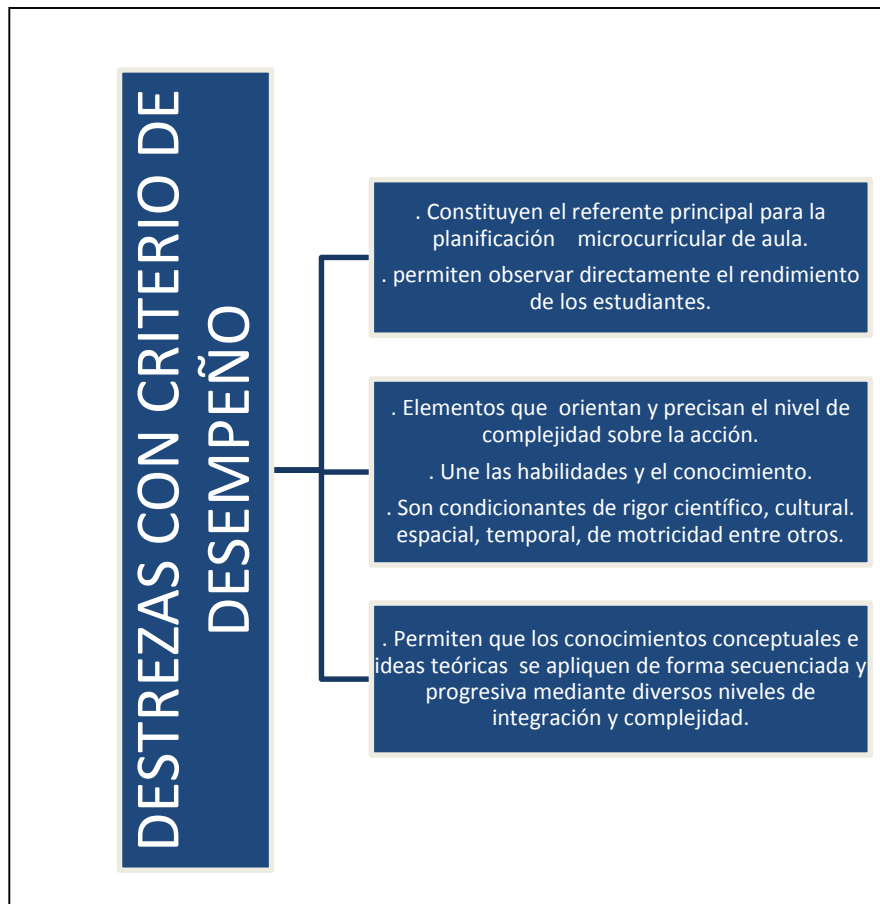 DESTREZAS CON CRITERIO DE
DESEMPEÑO
. Constituyen el referente principal para la
planificación    microcurricular de aula.
. permiten observar directamente el rendimiento
de los estudiantes.
. Elementos que  orientan y precisan el nivel de
complejidad sobre la acción.
. Une las habilidades y el conocimiento.
. Son condicionantes de rigor científico, cultural.
espacial, temporal, de motricidad entre otros.
. Permiten que los conocimientos conceptuales e
ideas teóricas  se apliquen de forma secuenciada y
progresiva mediante diversos niveles de
integración y complejidad.